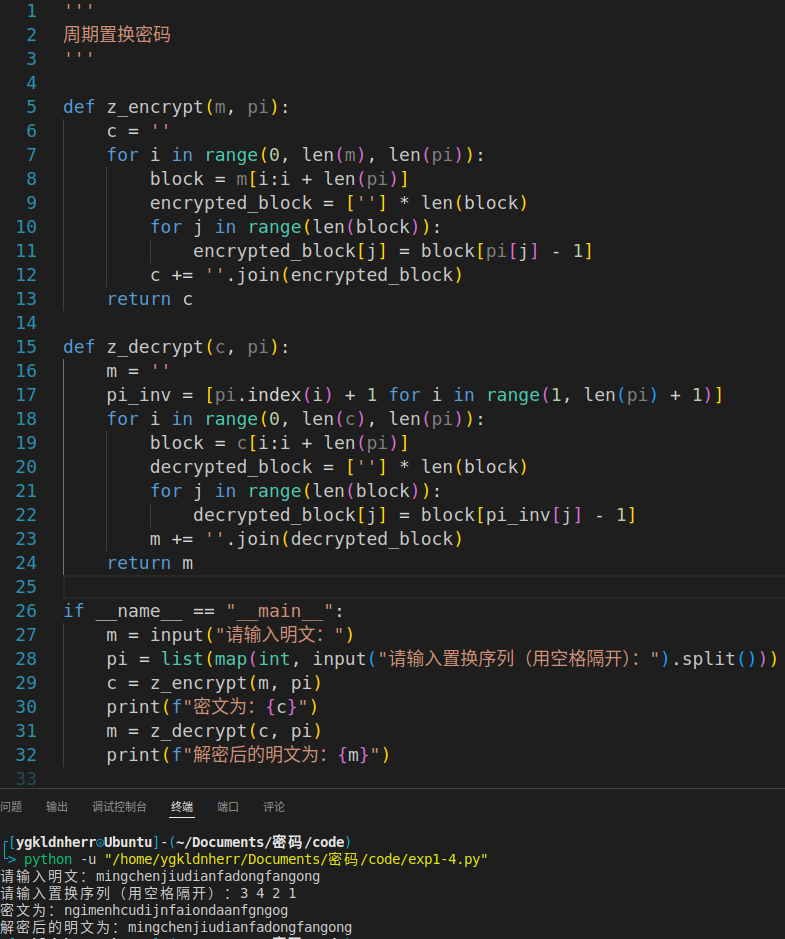 1 '''
2 周期置换密码
3 '''
4
5 def z_encrypt(m, pi):
6     c = ''
7     for i in range(0, len(m), len(pi)):
8         block = m[i:i + len(pi)]
9         encrypted_block = [''] * len(block)
10         for j in range(len(block)):
11             encrypted_block[j] = block[pi[j] - 1]
12         c += ''.join(encrypted_block)
13     return c
14
15 def z_decrypt(c, pi):
16     m = ''
17     pi_inv = [pi.index(i) + 1 for i in range(1, len(pi) + 1)]
18     for i in range(0, len(c), len(pi)):
19         block = c[i:i + len(pi)]
20         decrypted_block = [''] * len(block)
21         for j in range(len(block)):
22             decrypted_block[j] = block[pi_inv[j] - 1]
23         m += ''.join(decrypted_block)
24     return m
25
26 if __name__ == "__main__":
27     m = input("请输入明文：")
28     pi = list(map(int, input("请输入置换序列（用空格隔开）：").split()))
29     c = z_encrypt(m, pi)
30     print(f"密文为：{c}")
31     m = z_decrypt(c, pi)
32     print(f"解密后的明文为：{m}")
33
问题 输出 调试控制台 终端 端口 评论
┌[ygkldnherr☮Ubuntu]-(~/Documents/密码/code)
└> python -u "/home/ygkldnherr/Documents/密码/code/exp1-4.py"
请输入明文：mingchenjiudianfadongfangong
请输入置换序列（用空格隔开）：3 4 2 1
密文为：ngimenhcudijnfaiondaanfgngog
解密后的明文为：mingchenjiudianfadongfangong